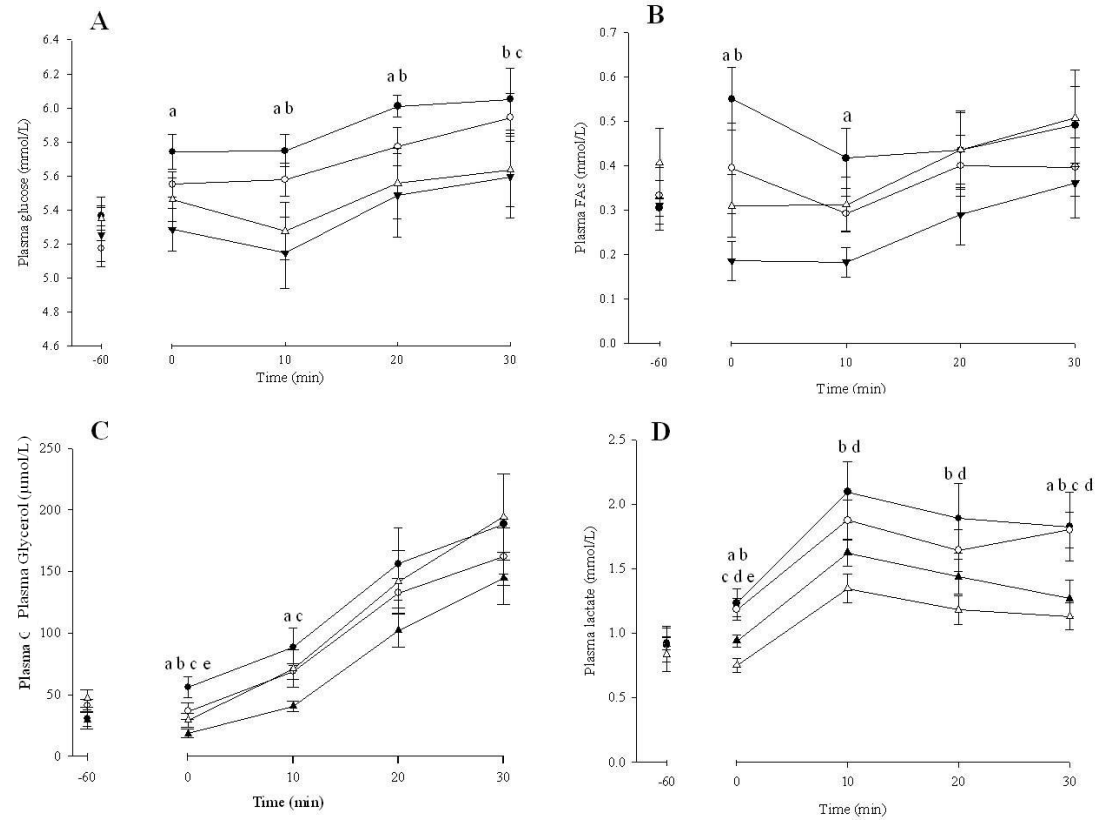 A
Plasma glucose (mmol/L)
6.4
6.2
6.0
5.8
5.6
5.4
5.2
5.0
4.8
4.6
a
a b
a b
b c
-60
0
10
20
30
Time (min)
B
Plasma FAs (mmol/L)
0.7
0.6
0.5
0.4
0.3
0.2
0.1
0.0
a b
a
-60
0
10
20
30
Time (min)
C
Plasma Glycerol (µmol/L)
Plasma C
250
200
150
100
50
0
a b c e
a c
-60
0
10
20
30
Time (min)
D
Plasma lactate (mmol/L)
2.5
2.0
1.5
1.0
0.5
0.0
a b
c d e
b d
b d
a b c d
-60
0
10
20
30
Time (min)